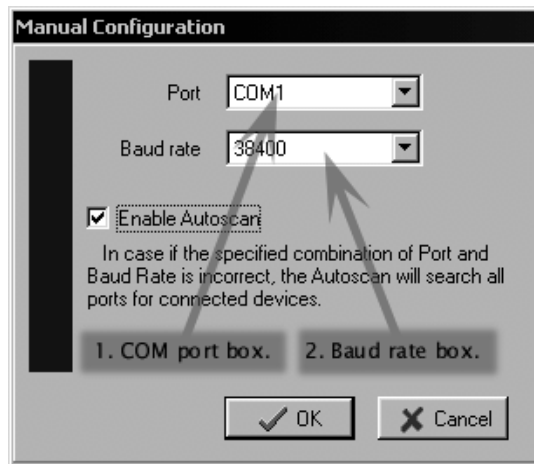 Manual Configuration
Port COM1
Baud rate 38400
Enable Autoscan
In case if the specified combination of Port and
Baud Rate is incorrect, the Autoscan will search all
ports for connected devices.
1. COM port box. 2. Baud rate box.
OK Cancel